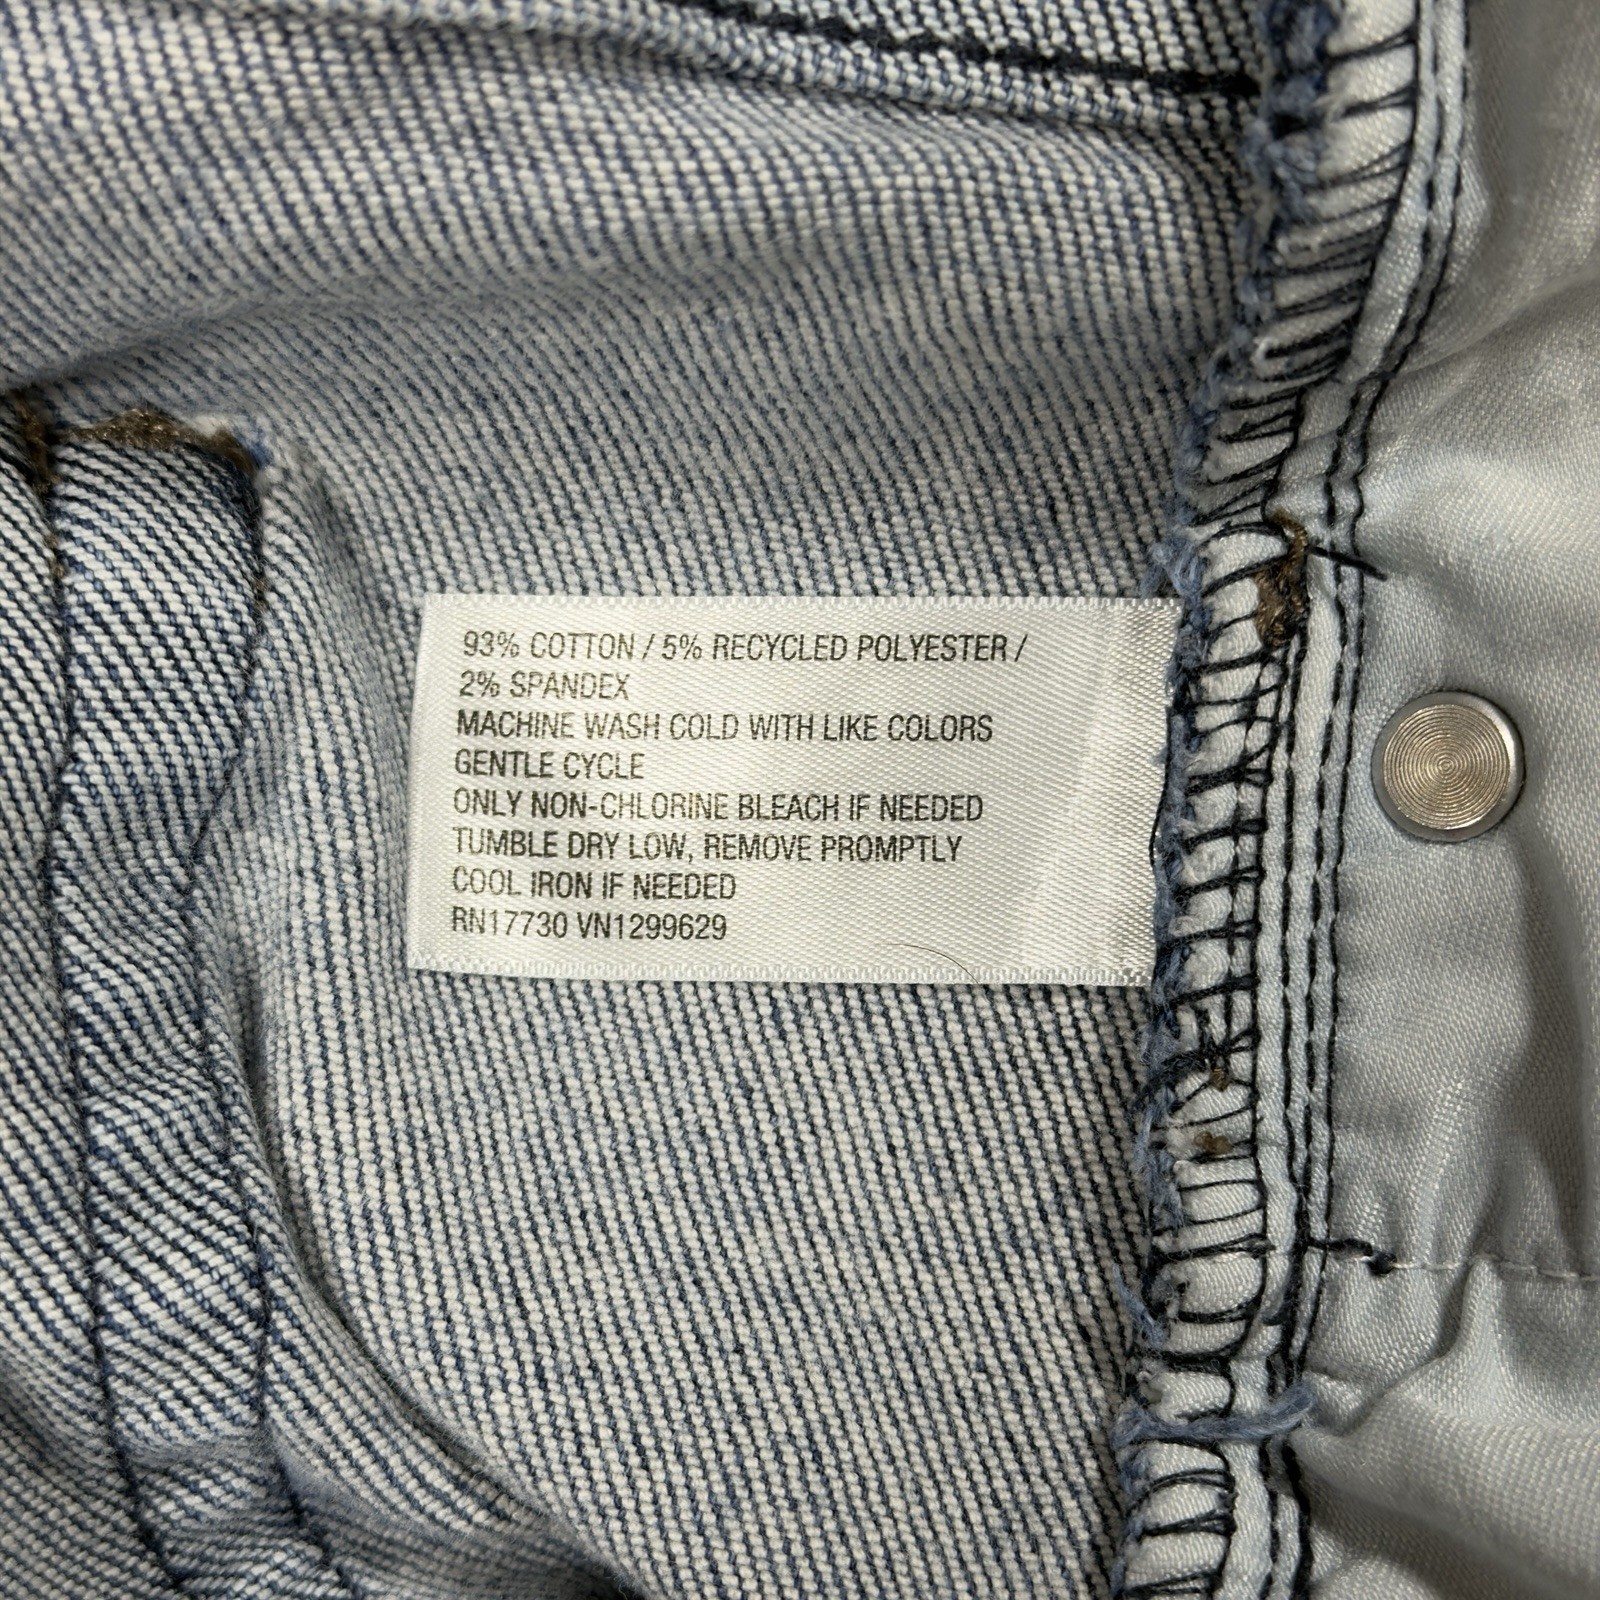 93% COTTON / 5% RECYCLED POLYESTER /
2% SPANDEX
MACHINE WASH COLD WITH LIKE COLORS
GENTLE CYCLE
ONLY NON-CHLORINE BLEACH IF NEEDED
TUMBLE DRY LOW, REMOVE PROMPTLY
COOL IRON IF NEEDED
RN17730 VN1299629